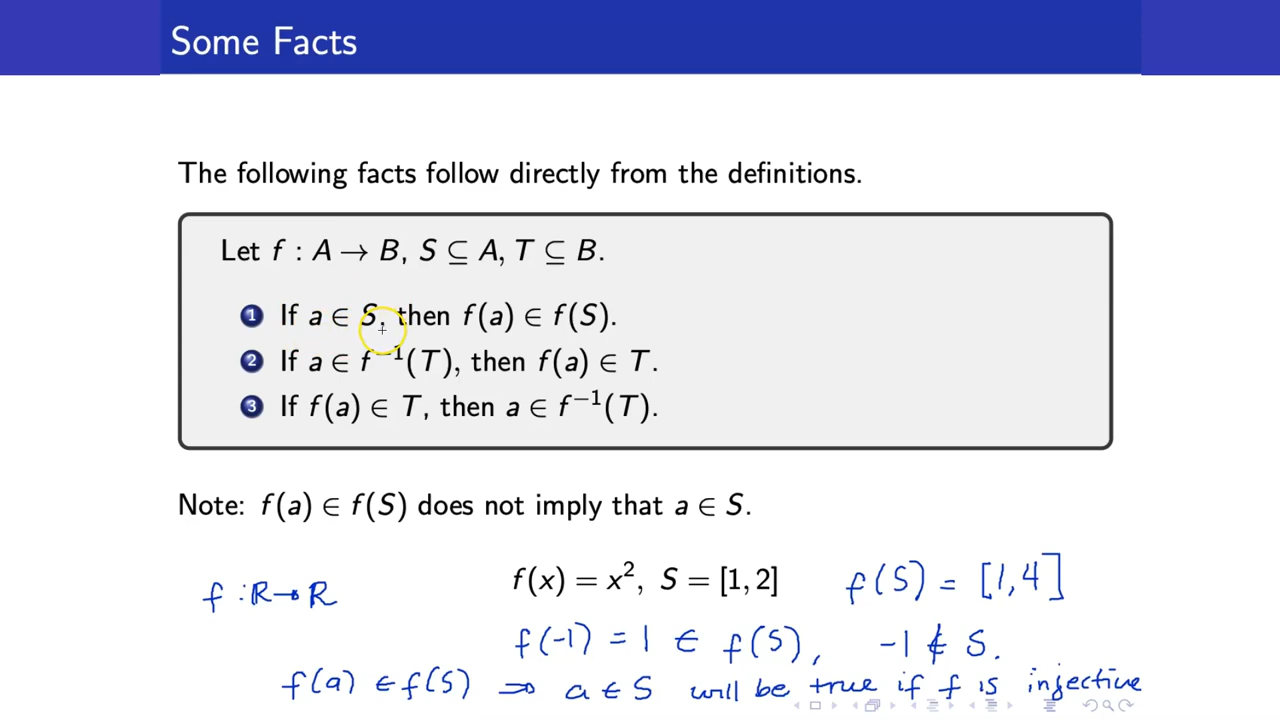 Some Facts
The following facts follow directly from the definitions.
Let f : A → B, S ⊆ A, T ⊆ B.
1 If a ∈ S, then f(a) ∈ f(S).
2 If a ∈ f⁻¹(T), then f(a) ∈ T.
3 If f(a) ∈ T, then a ∈ f⁻¹(T).
Note: f(a) ∈ f(S) does not imply that a ∈ S.
f : ℝ → ℝ f(x) = x², S = [1, 2] f(S) = [1,4]
f(-1) = 1 ∈ f(S), -1 ∉ S.
f(a) ∈ f(S) ⇒ a ∈ S will be true if f is injective